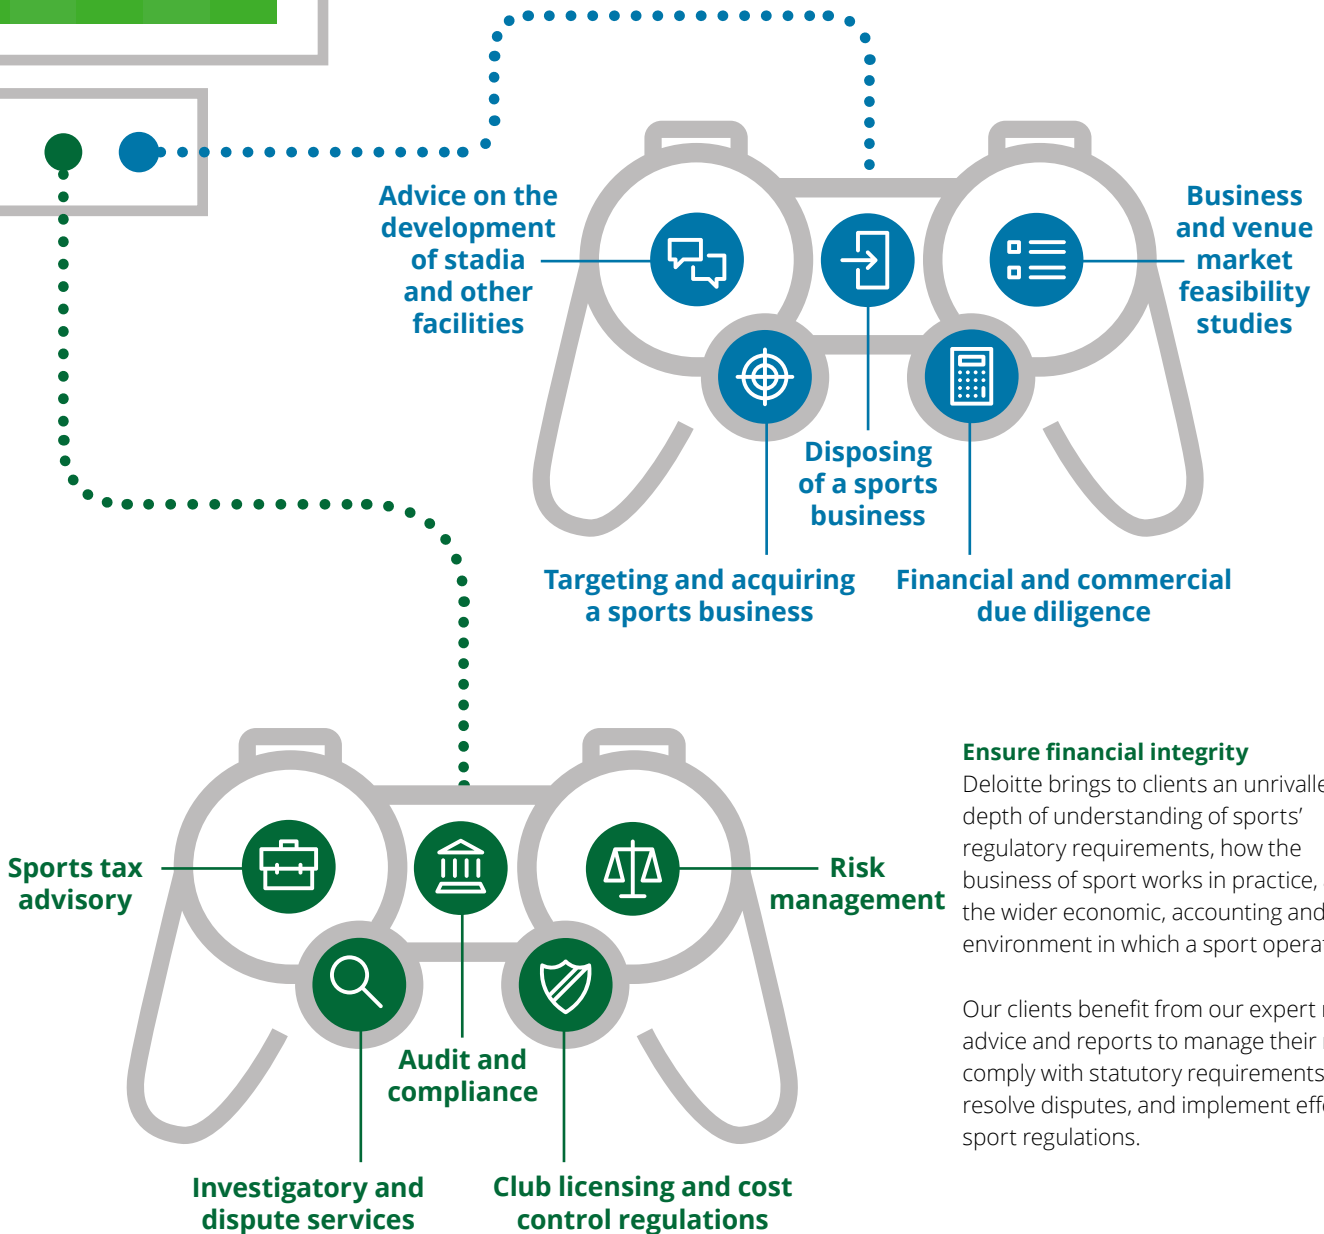 Advice on the
development
of stadia
and other
facilities
Business
and venue
market
feasibility
studies
Disposing
of a sports
business
Targeting and acquiring
a sports business
Financial and commercial
due diligence
Sports tax
advisory
Risk
management
Audit and
compliance
Investigatory and
dispute services
Club licensing and cost
control regulations
Ensure financial integrity
Deloitte brings to clients an
depth of understanding of sports’
regulatory requirements, how the
business of sport works in practice,
the wider economic, accounting and
environment in which a sport
Our clients benefit from our expert
advice and reports to manage their
comply with statutory requirements
resolve disputes, and implement
sport regulations.